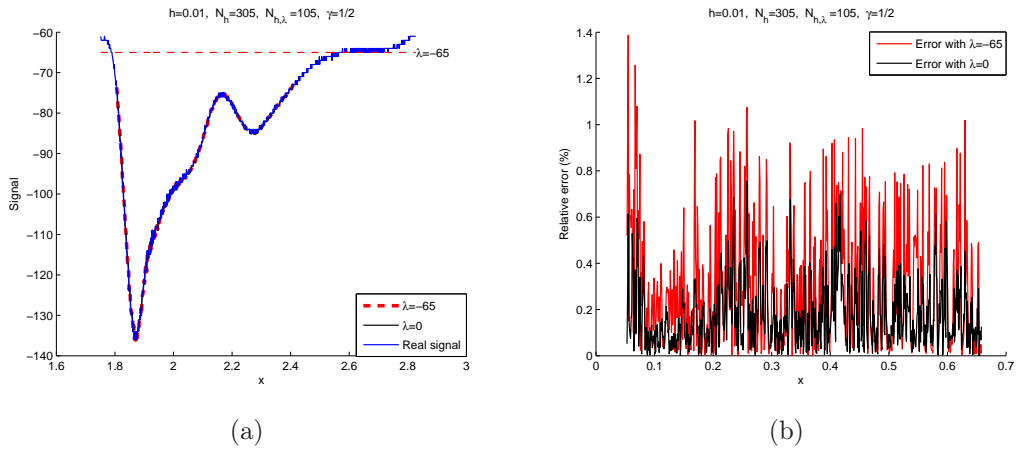 h=0.01, N_h=305, N_h,λ=105, γ=1/2
−60
−70
−80
−90
−100
−110
−120
−130
−140
Signal
λ=−65
λ=−65
λ=0
Real signal
1.6
1.8
2
2.2
2.4
2.6
2.8
3
x
(a)
h=0.01, N_h=305, N_h,λ=105, γ=1/2
1.4
1.2
1
0.8
0.6
0.4
0.2
0
Relative error (%)
Error with λ=−65
Error with λ=0
0
0.1
0.2
0.3
0.4
0.5
0.6
0.7
x
(b)